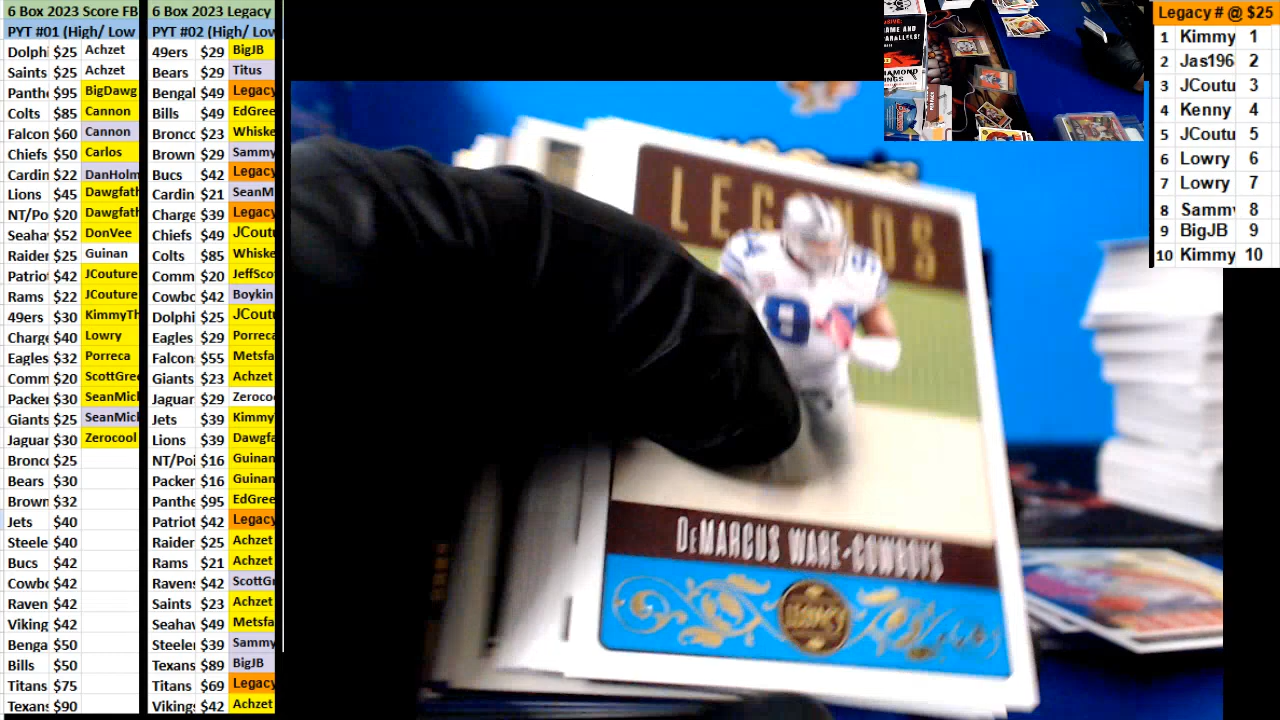 6 Box 2023 Score FB
PYT #01 (High/ Low
Dolph $25 Achzet
Saints $25 Achzet
Panthe $95 BigDawg
Colts $85 Cannon
Falcon $60 Cannon
Chiefs $50 Carlos
Cardin $22 DanHolm
Lions $45 Dawgfath
NT/Po $20 Dawgfath
Seaha $52 DonVee
Raider $25 Guinan
Patrio $42 JCouture
Rams $22 JCouture
49ers $30 KimmyTh
Charge $40 Lowry
Eagles $32 Porreca
Comm $20 ScottGre
Packe $30 SeanMic
Giants $25 SeanMic
Jaguar $30 Zerocool
Bronco $25
Bears $30
Brown $32
Jets $40
Steele $40
Bucs $42
Cowbo $42
Raven $42
Viking $42
Benga $50
Bills $50
Titans $75
Texans $90
6 Box 2023 Legacy
PYT #02 (High/ Low
49ers $29 BigJB
Bears $29 Titus
Bengal $49 Legacy
Bills $49 EdGree
Bronco $23 Whiske
Brown $29 Sammy
Bucs $42 Legacy
Cardin $21 SeanM
Charge $39 Legacy
Chiefs $49 JCout
Colts $85 Whiske
Comm $20 JeffSco
Cowbo $42 Boykin
Dolphi $25 JCout
Eagles $29 Porrec
Falcon $55 Metsfa
Giants $23 Achzet
Jaguar $29 Zeroco
Jets $39 Kimmy
Lions $39 Dawgfa
NT/Poi $16 Guinan
Packer $16 Guinan
Panthe $95 EdGree
Patriot $42 Legacy
Raider $25 Achzet
Rams $21 Achzet
Ravens $42 ScottGr
Saints $23 Achzet
Seahaw $49 Metsfa
Steeler $39 Sammy
Texans $89 BigJB
Titans $69 Legacy
Viking $42 Achzet
LEGENDS
94
DEMARCUS WARE-COWBOYS
LEGACY
Legacy # @ $25
1 Kimmy 1
2 Jas196 2
3 JCoutu 3
4 Kenny 4
5 JCoutu 5
6 Lowry 6
7 Lowry 7
8 Samm 8
9 BigJB 9
10 Kimmy 10